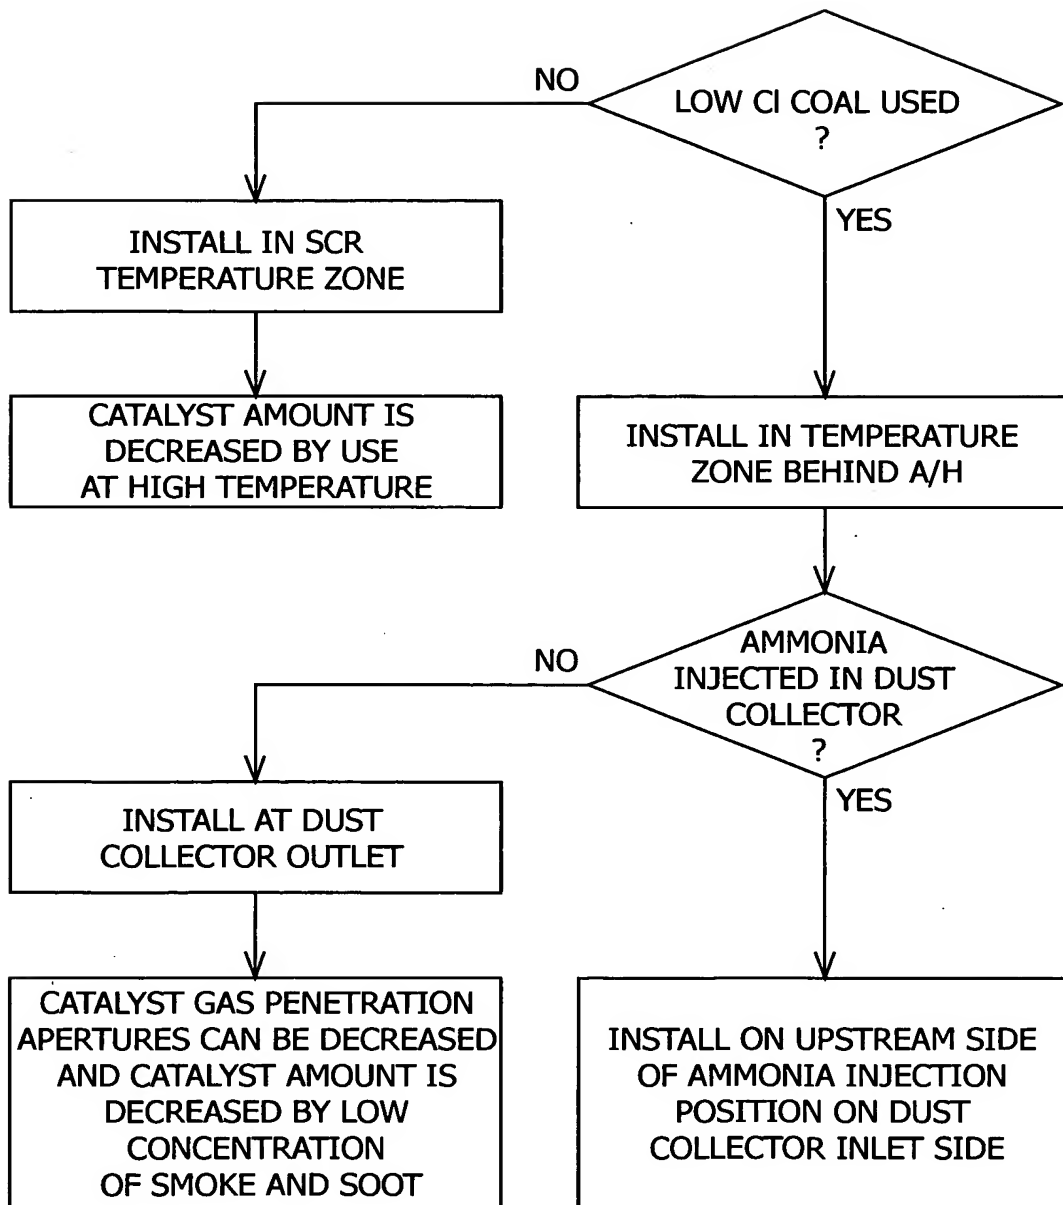 LOW Cl COAL USED
?
NO
YES
INSTALL IN SCR
TEMPERATURE ZONE
CATALYST AMOUNT IS
DECREASED BY USE
AT HIGH TEMPERATURE
INSTALL IN TEMPERATURE
ZONE BEHIND A/H
AMMONIA
INJECTED IN DUST
COLLECTOR
?
NO
YES
INSTALL AT DUST
COLLECTOR OUTLET
CATALYST GAS PENETRATION
APERTURES CAN BE DECREASED
AND CATALYST AMOUNT IS
DECREASED BY LOW
CONCENTRATION
OF SMOKE AND SOOT
INSTALL ON UPSTREAM SIDE
OF AMMONIA INJECTION
POSITION ON DUST
COLLECTOR INLET SIDE